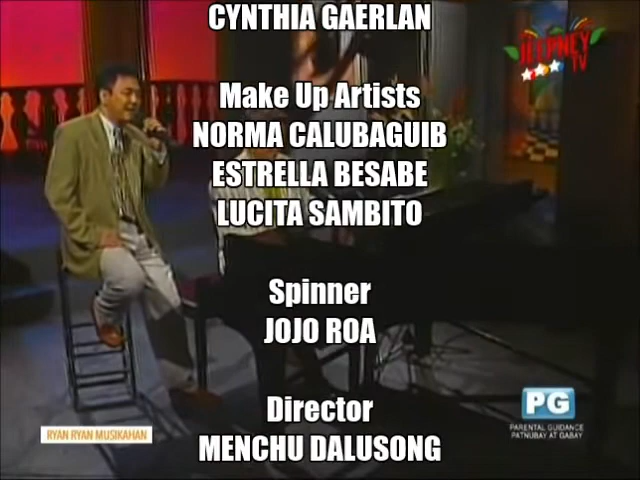 CYNTHIA GAERLAN
JEEPNEY
TV
Make Up Artists
NORMA CALUBAGUIB
ESTRELLA BESABE
LUCITA SAMBITO
Spinner
JOJO ROA
Director
MENCHU DALUSONG
RYAN RYAN MUSIKAHAN
PG
PARENTAL GUIDANCE
PATNUBAY AT GABAY